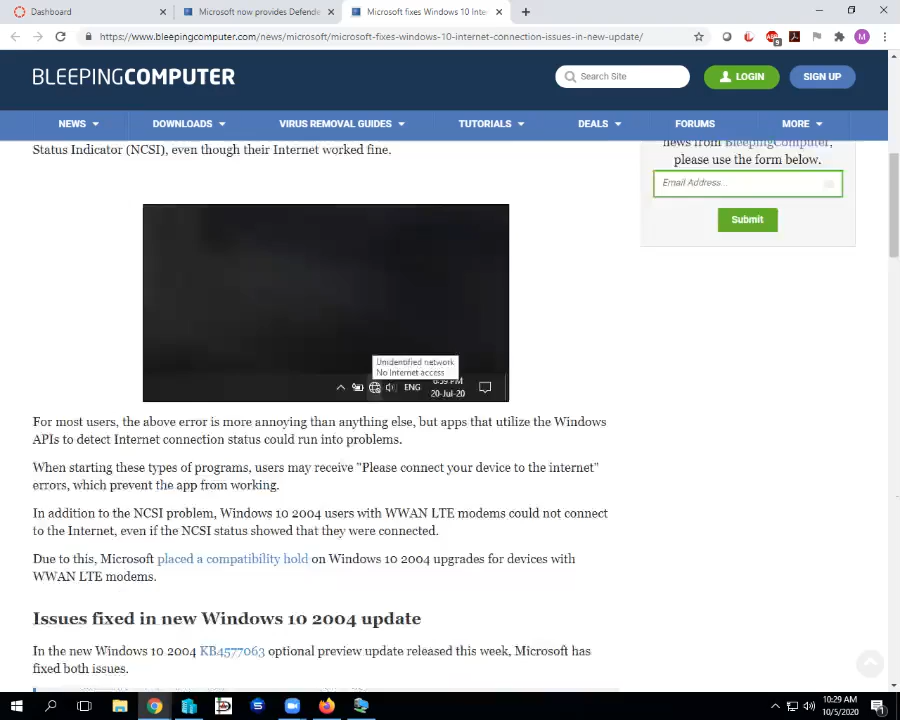 Dashboard
Microsoft now provides Defende
Microsoft fixes Windows 10 Inte
https://www.bleepingcomputer.com/news/microsoft/microsoft-fixes-windows-10-internet-connection-issues-in-new-update/
BLEEPINGCOMPUTER
Search Site
LOGIN
SIGN UP
NEWS
DOWNLOADS
VIRUS REMOVAL GUIDES
TUTORIALS
DEALS
FORUMS
MORE
Status Indicator (NCSI), even though their Internet worked fine.
news from BleepingComputer,
please use the form below.
Email Address...
Submit
Unidentified network
No Internet access
ENG
6:59 PM
20-Jul-20
For most users, the above error is more annoying than anything else, but apps that utilize the Windows
APIs to detect Internet connection status could run into problems.
When starting these types of programs, users may receive "Please connect your device to the internet"
errors, which prevent the app from working.
In addition to the NCSI problem, Windows 10 2004 users with WWAN LTE modems could not connect
to the Internet, even if the NCSI status showed that they were connected.
Due to this, Microsoft placed a compatibility hold on Windows 10 2004 upgrades for devices with
WWAN LTE modems.
Issues fixed in new Windows 10 2004 update
In the new Windows 10 2004 KB4577063 optional preview update released this week, Microsoft has
fixed both issues.
10:29 AM
10/5/2020